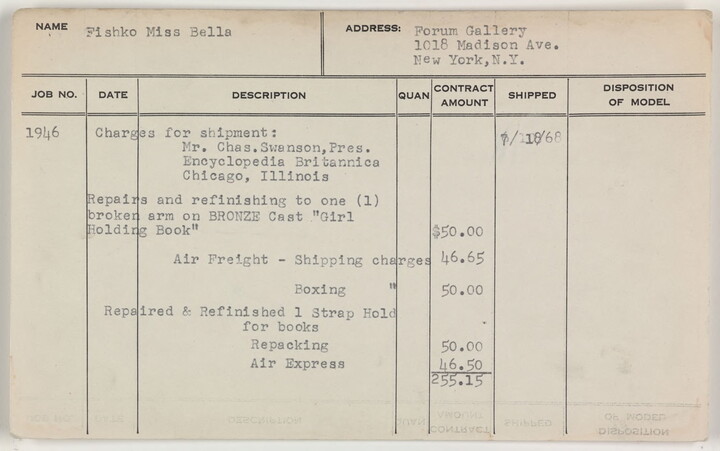 NAME Fishko Miss Bella
ADDRESS: Forum Gallery
1018 Madison Ave.
New York, N.Y.
JOB NO. DATE DESCRIPTION QUAN CONTRACT AMOUNT SHIPPED DISPOSITION OF MODEL
1946 Charges for shipment:
Mr. Chas. Swanson, Pres.
Encyclopedia Britannica
Chicago, Illinois
Repairs and refinishing to one (1)
broken arm on BRONZE Cast "Girl
Holding Book" $50.00
Air Freight - Shipping charges 46.65
Boxing " 50.00
Repaired & Refinished 1 Strap Hold
for books
Repacking 50.00
Air Express 46.50
255.15